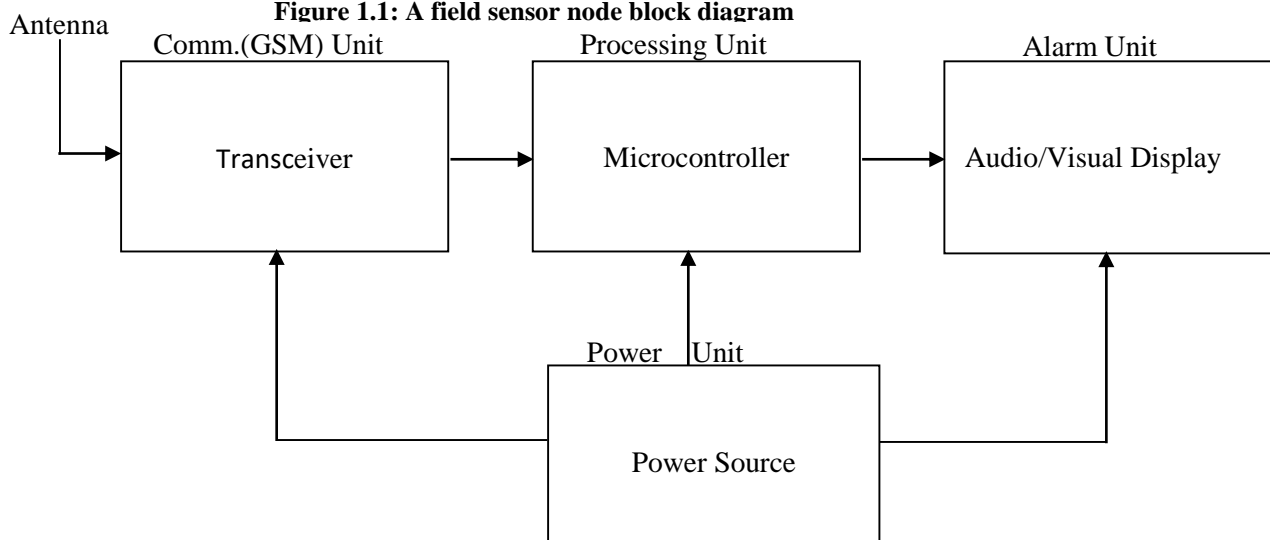 Figure 1.1: A field sensor node block diagram
Antenna
Comm.(GSM) Unit
Processing Unit
Alarm Unit
Transceiver
Microcontroller
Audio/Visual Display
Power Unit
Power Source